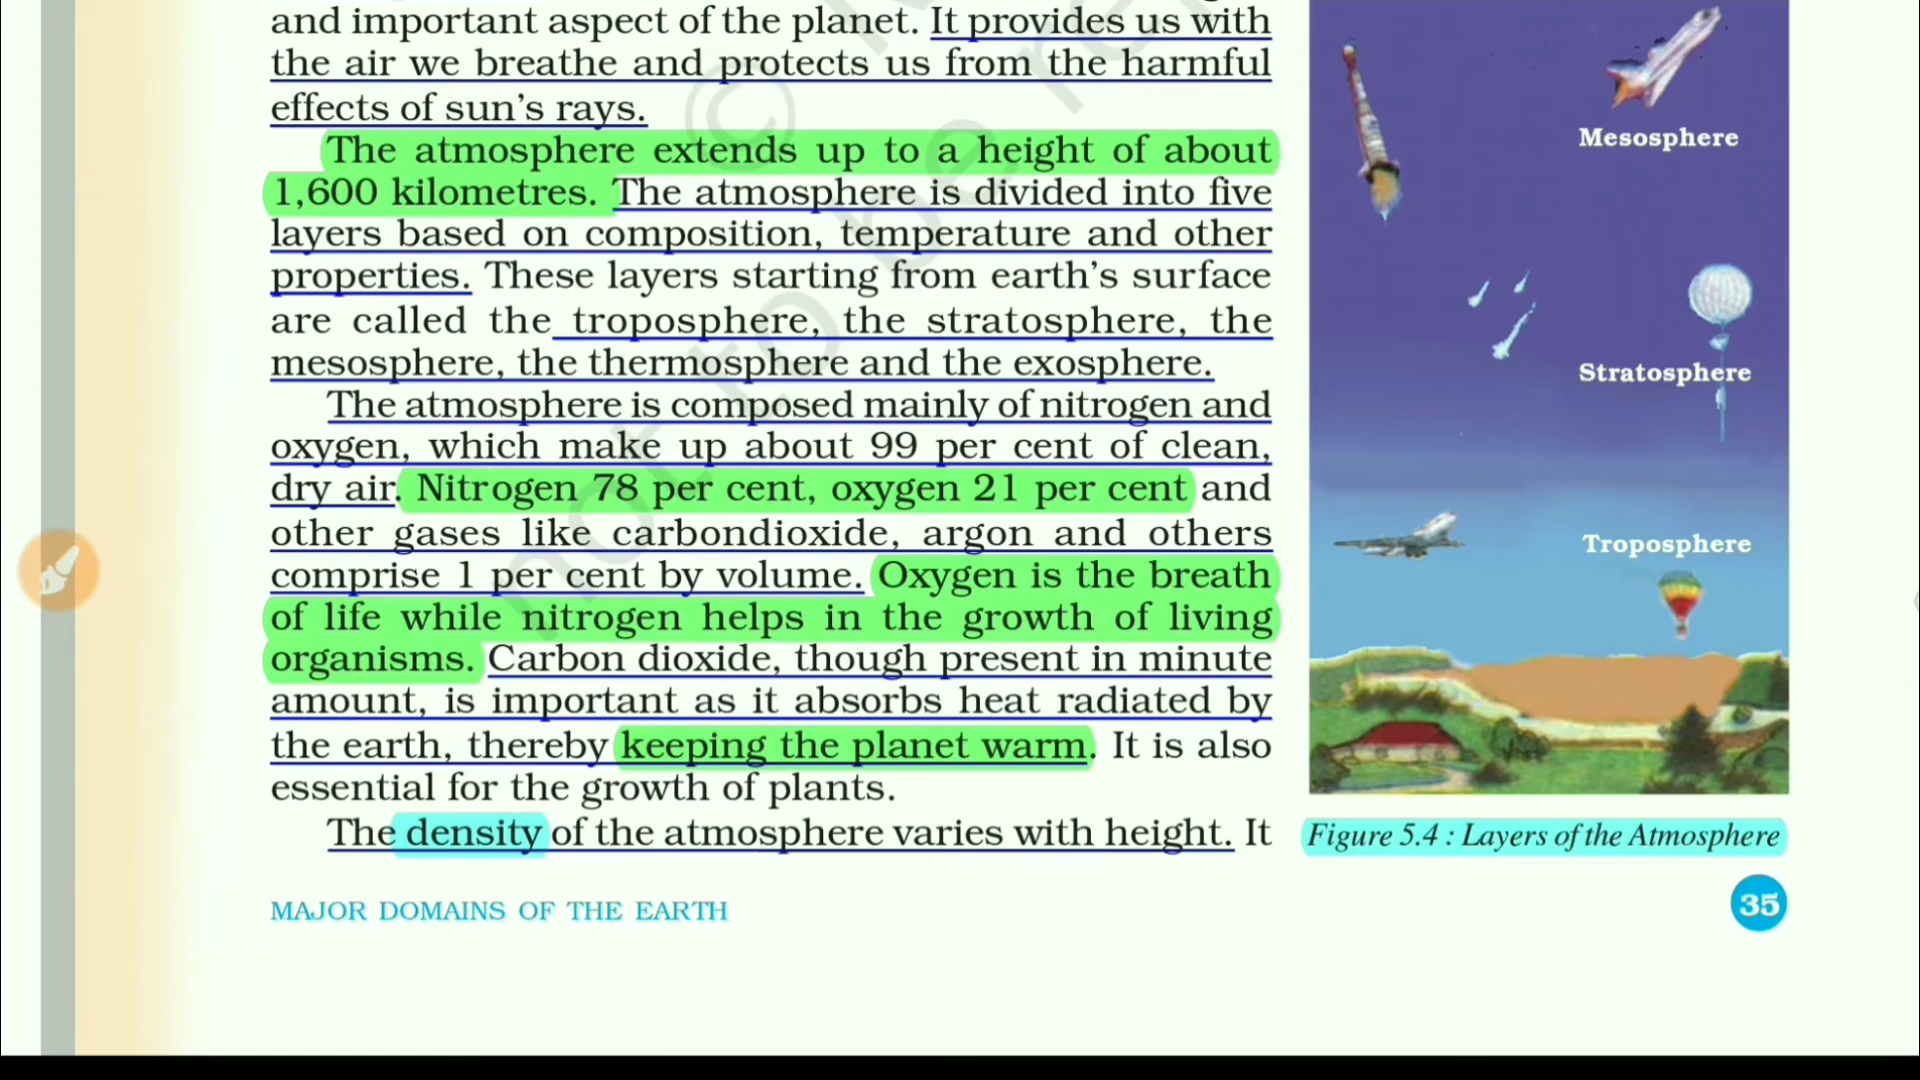 and important aspect of the planet. It provides us with
the air we breathe and protects us from the harmful
effects of sun’s rays.
The atmosphere extends up to a height of about
1,600 kilometres. The atmosphere is divided into five
layers based on composition, temperature and other
properties. These layers starting from earth’s surface
are called the troposphere, the stratosphere, the
mesosphere, the thermosphere and the exosphere.
The atmosphere is composed mainly of nitrogen and
oxygen, which make up about 99 per cent of clean,
dry air. Nitrogen 78 per cent, oxygen 21 per cent and
other gases like carbondioxide, argon and others
comprise 1 per cent by volume. Oxygen is the breath
of life while nitrogen helps in the growth of living
organisms. Carbon dioxide, though present in minute
amount, is important as it absorbs heat radiated by
the earth, thereby keeping the planet warm. It is also
essential for the growth of plants.
The density of the atmosphere varies with height. It
Mesosphere
Stratosphere
Troposphere
Figure 5.4 : Layers of the Atmosphere
MAJOR DOMAINS OF THE EARTH
35
not to be re
©